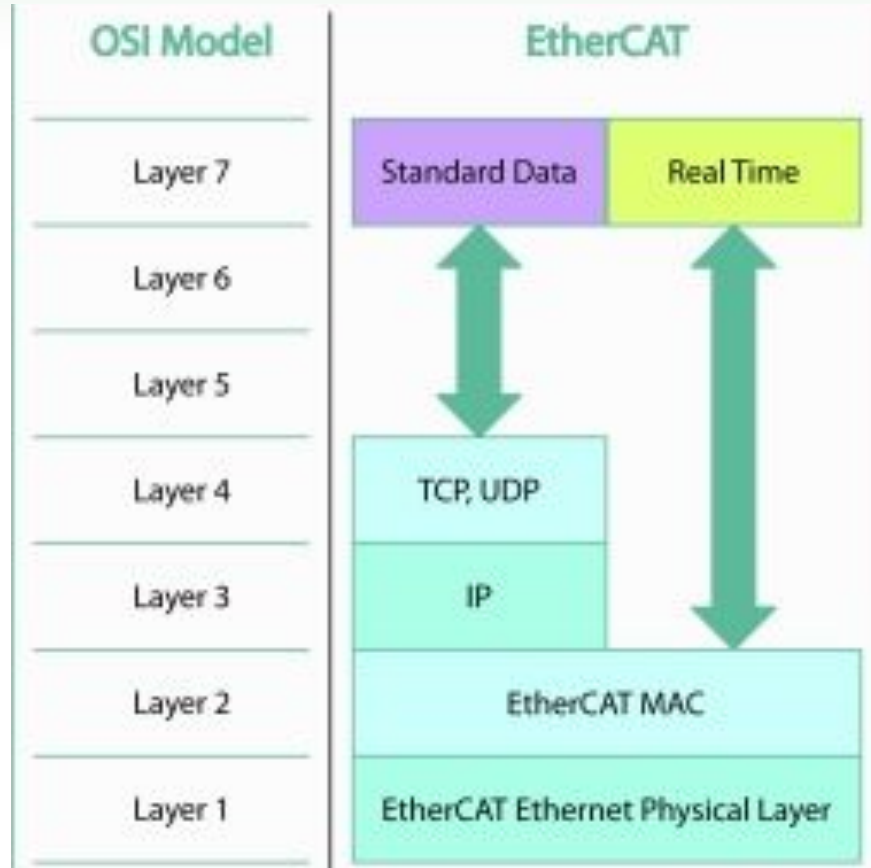 OSI Model EtherCAT
Layer 7 Standard Data Real Time
Layer 6
Layer 5
Layer 4 TCP, UDP
Layer 3 IP
Layer 2 EtherCAT MAC
Layer 1 EtherCAT Ethernet Physical Layer